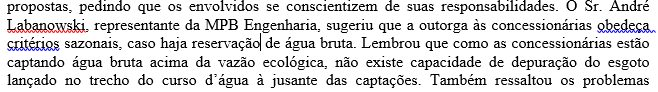 propostas, pedindo que os envolvidos se conscientizem de suas responsabilidades. O Sr. André
Labanowski, representante da MPB Engenharia, sugeriu que a outorga às concessionárias obedeça
critérios sazonais, caso haja reservação de água bruta. Lembrou que como as concessionárias estão
captando água bruta acima da vazão ecológica, não existe capacidade de depuração do esgoto
lançado no trecho do curso d´água à jusante das captações. Também ressaltou os problemas